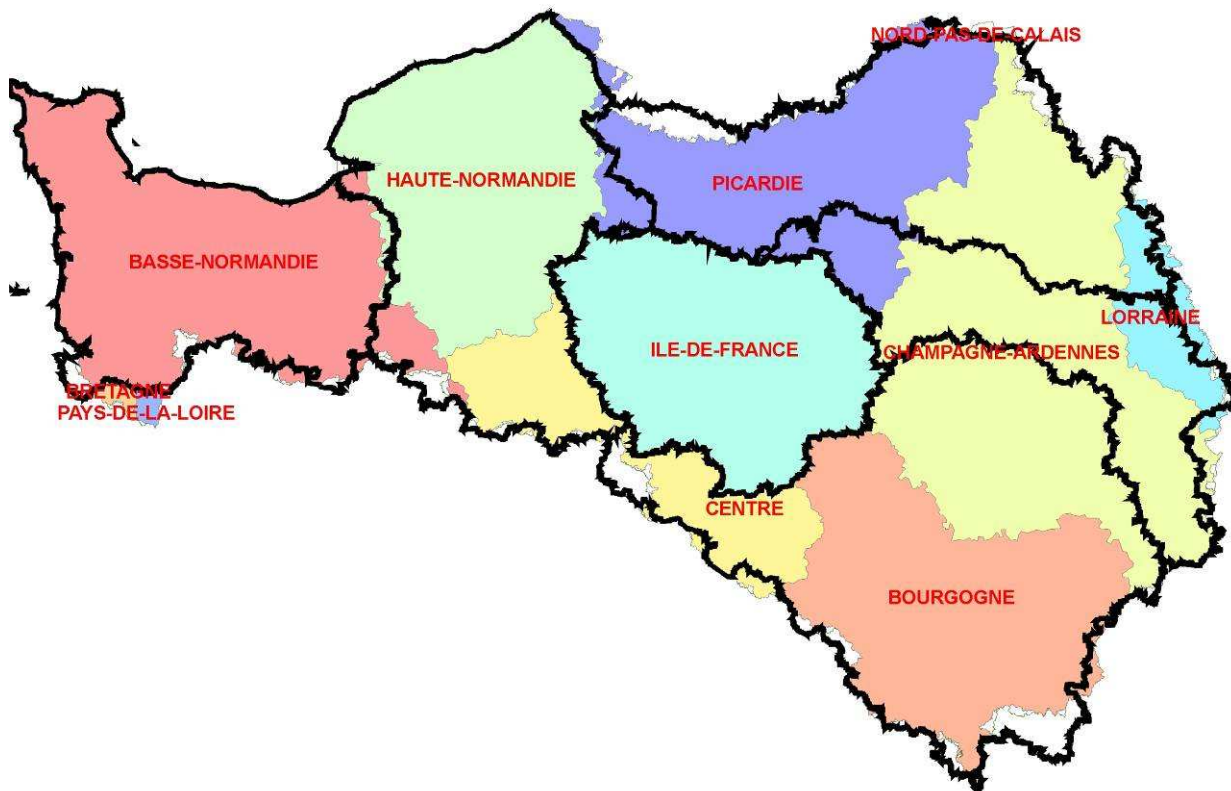 NORD-PAS-DE-CALAIS
HAUTE-NORMANDIE
PICARDIE
BASSE-NORMANDIE
LORRAINE
ILE-DE-FRANCE
CHAMPAGNE-ARDENNES
BRETAGNE
PAYS-DE-LA-LOIRE
CENTRE
BOURGOGNE